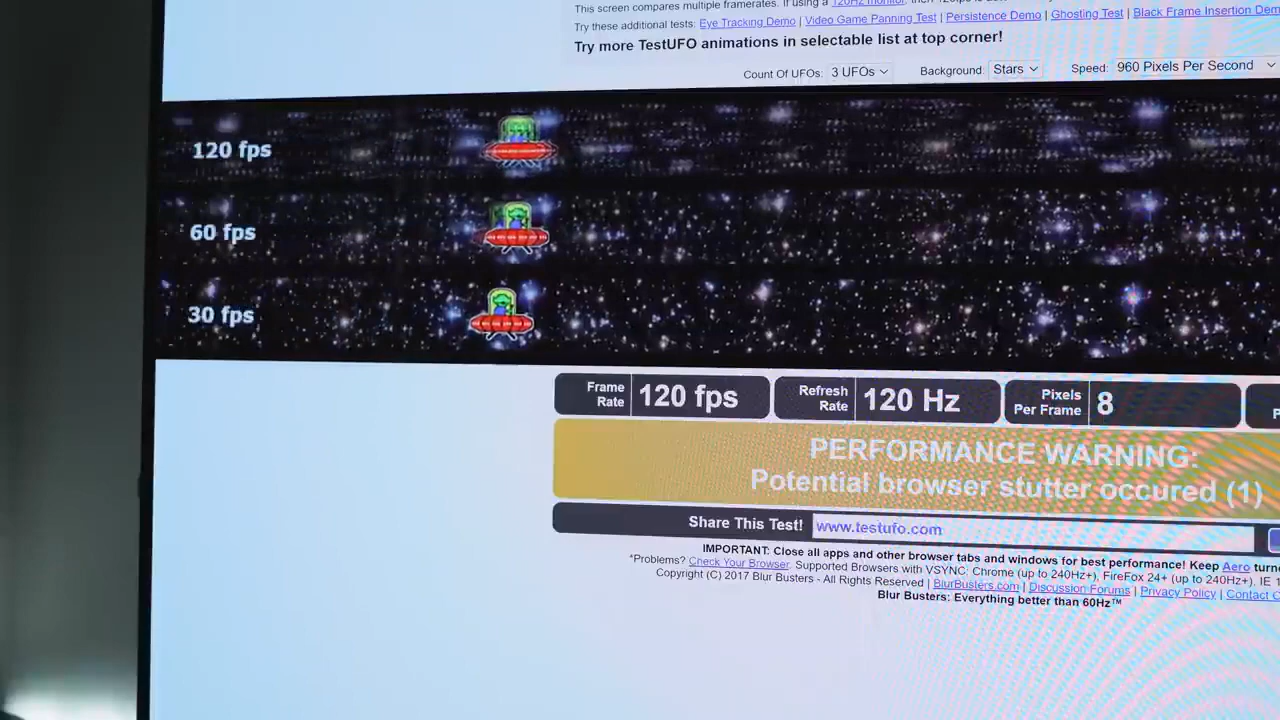 This screen compares multiple framerates. If using a 120Hz monitor, then 120fps is
Try these additional tests: Eye Tracking Demo | Video Game Panning Test | Persistence Demo | Ghosting Test | Black Frame Insertion Dem
Try more TestUFO animations in selectable list at top corner!
Count Of UFOs: 3 UFOs Background: Stars Speed: 960 Pixels Per Second
120 fps
60 fps
30 fps
Frame Rate 120 fps Refresh Rate 120 Hz Pixels Per Frame 8 P
PERFORMANCE WARNING:
Potential browser stutter occured (1)
Share This Test! www.testufo.com
IMPORTANT: Close all apps and other browser tabs and windows for best performance! Keep Aero turne
*Problems? Check Your Browser. Supported Browsers with VSYNC: Chrome (up to 240Hz+), FireFox 24+ (up to 240Hz+), IE 1
Copyright (C) 2017 Blur Busters - All Rights Reserved | BlurBusters.com | Discussion Forums | Privacy Policy | Contact C
Blur Busters: Everything better than 60Hz™